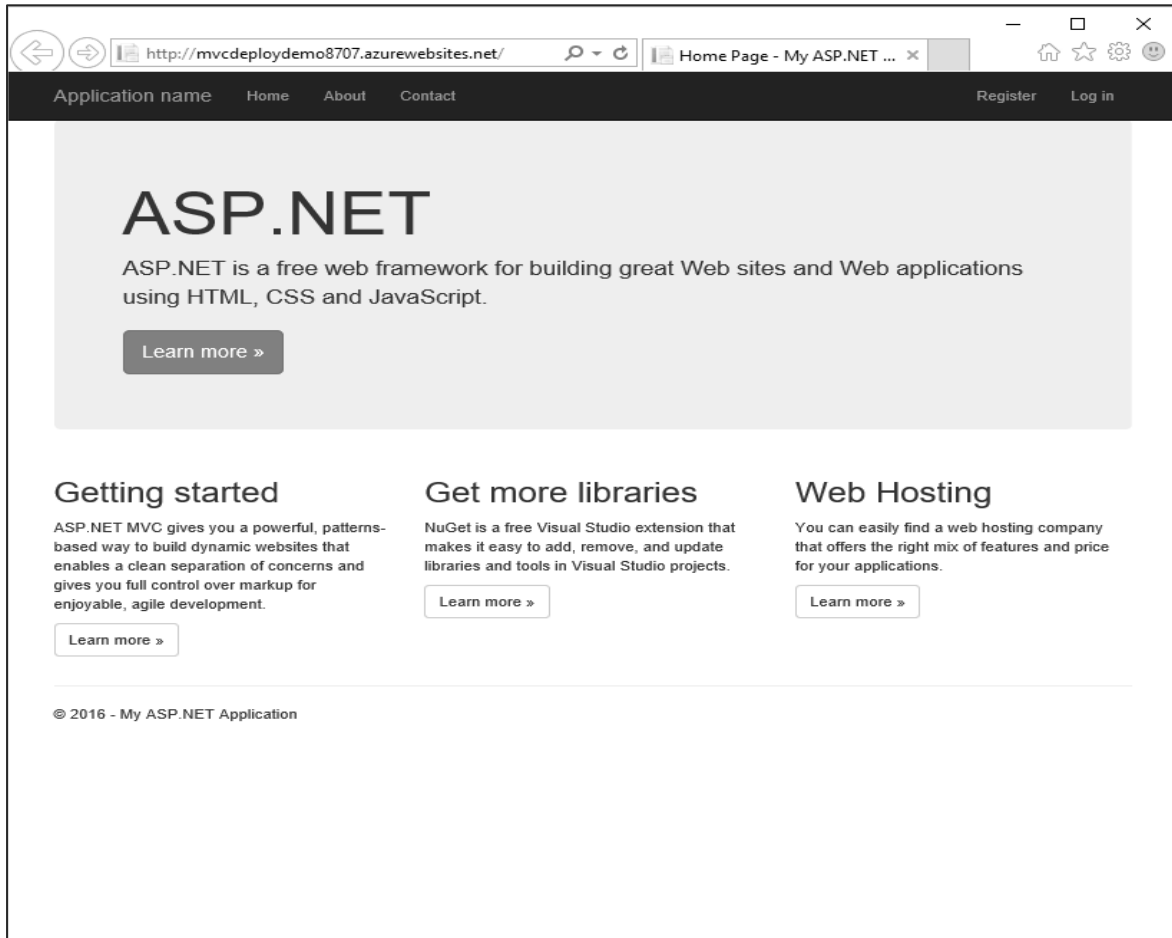 http://mvcdeploydemo8707.azurewebsites.net/
Home Page - My ASP.NET ...
Application name Home About Contact Register Log in
ASP.NET
ASP.NET is a free web framework for building great Web sites and Web applications
using HTML, CSS and JavaScript.
Learn more »
Getting started
ASP.NET MVC gives you a powerful, patterns-
based way to build dynamic websites that
enables a clean separation of concerns and
gives you full control over markup for
enjoyable, agile development.
Learn more »
Get more libraries
NuGet is a free Visual Studio extension that
makes it easy to add, remove, and update
libraries and tools in Visual Studio projects.
Learn more »
Web Hosting
You can easily find a web hosting company
that offers the right mix of features and price
for your applications.
Learn more »
© 2016 - My ASP.NET Application